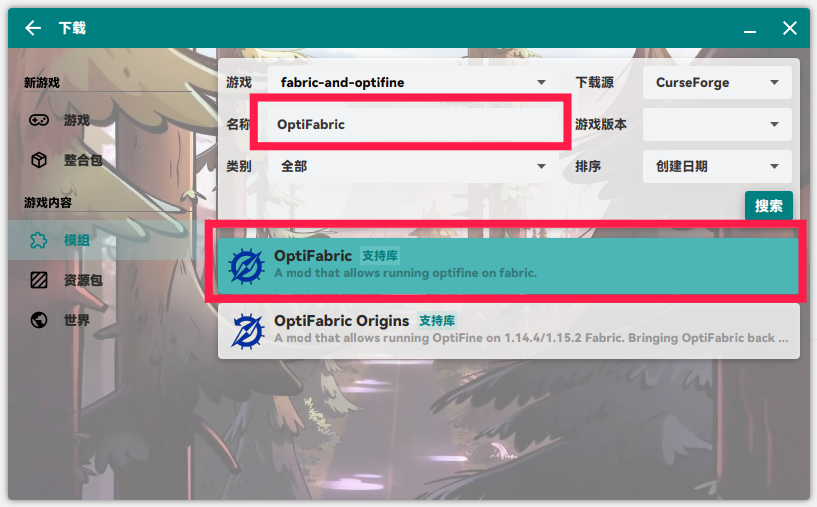 下载
新游戏
游戏
整合包
游戏内容
模组
资源包
世界
游戏 fabric-and-optifine 下载源 CurseForge
名称 OptiFabric 游戏版本
类别 全部 排序 创建日期
搜索
OptiFabric 支持库
A mod that allows running optifine on fabric.
OptiFabric Origins 支持库
A mod that allows running OptiFine on 1.14.4/1.15.2 Fabric. Bringing OptiFabric back ...